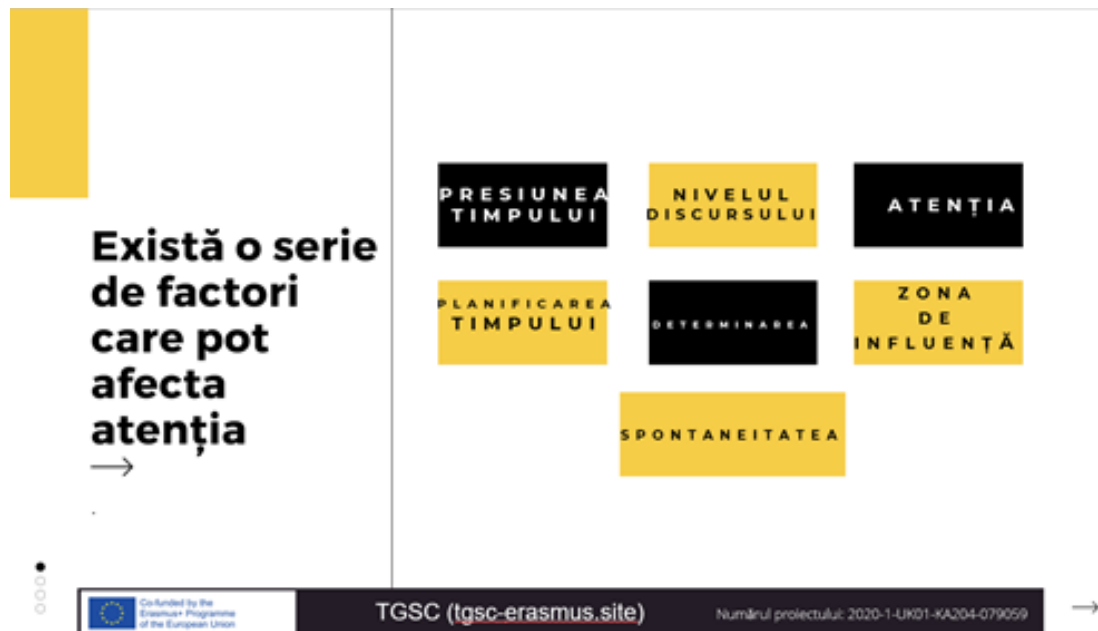 Există o serie
de factori
care pot
afecta
atenția
PRESIUNEA
TIMPULUI
NIVELUL
DISCURSULUI
ATENȚIA
PLANIFICAREA
TIMPULUI
DETERMINAREA
ZONA
DE
INFLUENȚĂ
SPONTANEITATEA
Co-funded by the
Erasmus+ Programme
of the European Union
TGSC (tgsc-erasmus.site)
Numărul proiectului: 2020-1-UK01-KA204-079059